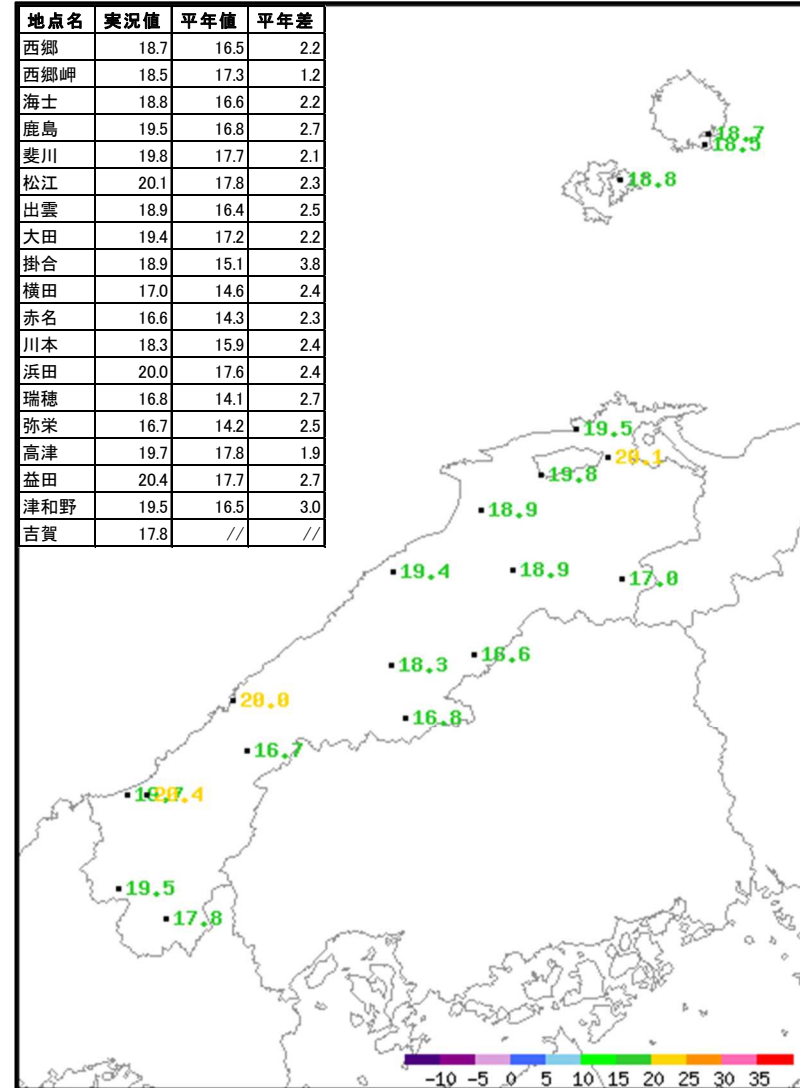 地点名 実況値 平年値 平年差
西郷 18.7 16.5 2.2
西郷岬 18.5 17.3 1.2
海士 18.8 16.6 2.2
鹿島 19.5 16.8 2.7
斐川 19.8 17.7 2.1
松江 20.1 17.8 2.3
出雲 18.9 16.4 2.5
大田 19.4 17.2 2.2
掛合 18.9 15.1 3.8
横田 17.0 14.6 2.4
赤名 16.6 14.3 2.3
川本 18.3 15.9 2.4
浜田 20.0 17.6 2.4
瑞穂 16.8 14.1 2.7
弥栄 16.7 14.2 2.5
高津 19.7 17.8 1.9
益田 20.4 17.7 2.7
津和野 19.5 16.5 3.0
吉賀 17.8 // //
18.7
18.5
18.8
19.5
20.1
19.8
18.9
19.4
18.9
17.0
16.6
18.3
16.8
20.0
16.7
19.7
20.4
19.5
17.8
-10 -5 0 5 10 15 20 25 30 35